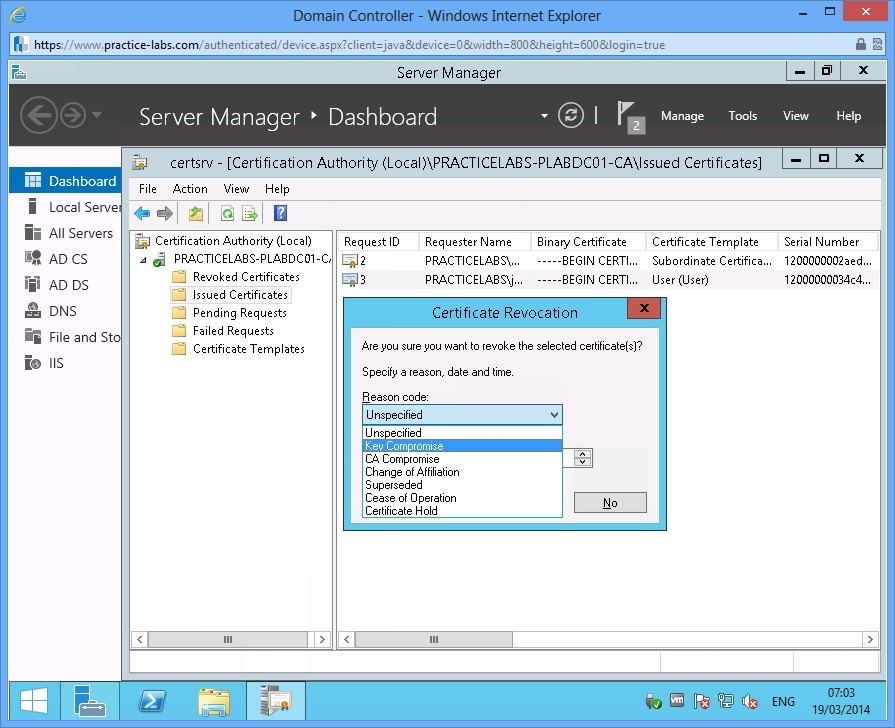 Domain Controller - Windows Internet Explorer
https://www.practice-labs.com/authenticated/device.aspx?client=java&device=0&width=800&height=600&login=true
Server Manager
Server Manager Dashboard
2
Manage Tools View Help
certsrv - [Certification Authority (Local)\PRACTICELABS-PLABDC01-CA\Issued Certificates]
File Action View Help
Dashboard
Local Server
All Servers
AD CS
AD DS
DNS
File and Sto
IIS
Certification Authority (Local)
PRACTICELABS-PLABDC01-CA
Revoked Certificates
Issued Certificates
Pending Requests
Failed Requests
Certificate Templates
Request ID Requester Name Binary Certificate Certificate Template Serial Number
2 PRACTICELABS\... -----BEGIN CERTI... Subordinate Certifica... 1200000002aed...
3 PRACTICELABS\j... -----BEGIN CERTI... User (User) 1200000034c4...
Certificate Revocation
Are you sure you want to revoke the selected certificate(s)?
Specify a reason, date and time.
Reason code:
Unspecified
Unspecified
Key Compromise
CA Compromise
Change of Affiliation
Superseded
Cease of Operation
Certificate Hold
No
ENG
07:03
19/03/2014